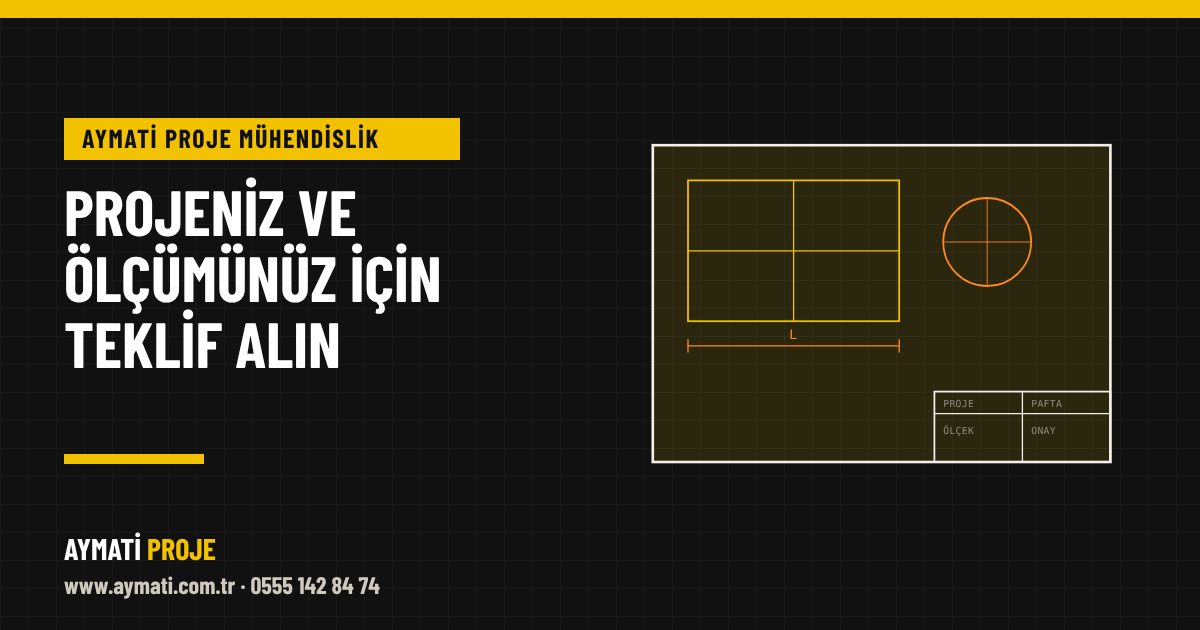 AYMATİ PROJE MÜHENDİSLİK
PROJENİZ VE
ÖLÇÜMÜNÜZ İÇİN
TEKLİF ALIN
L
PROJE
PAFTA
ÖLÇEK
ONAY
AYMATİ PROJE
www.aymati.com.tr · 0555 142 84 74